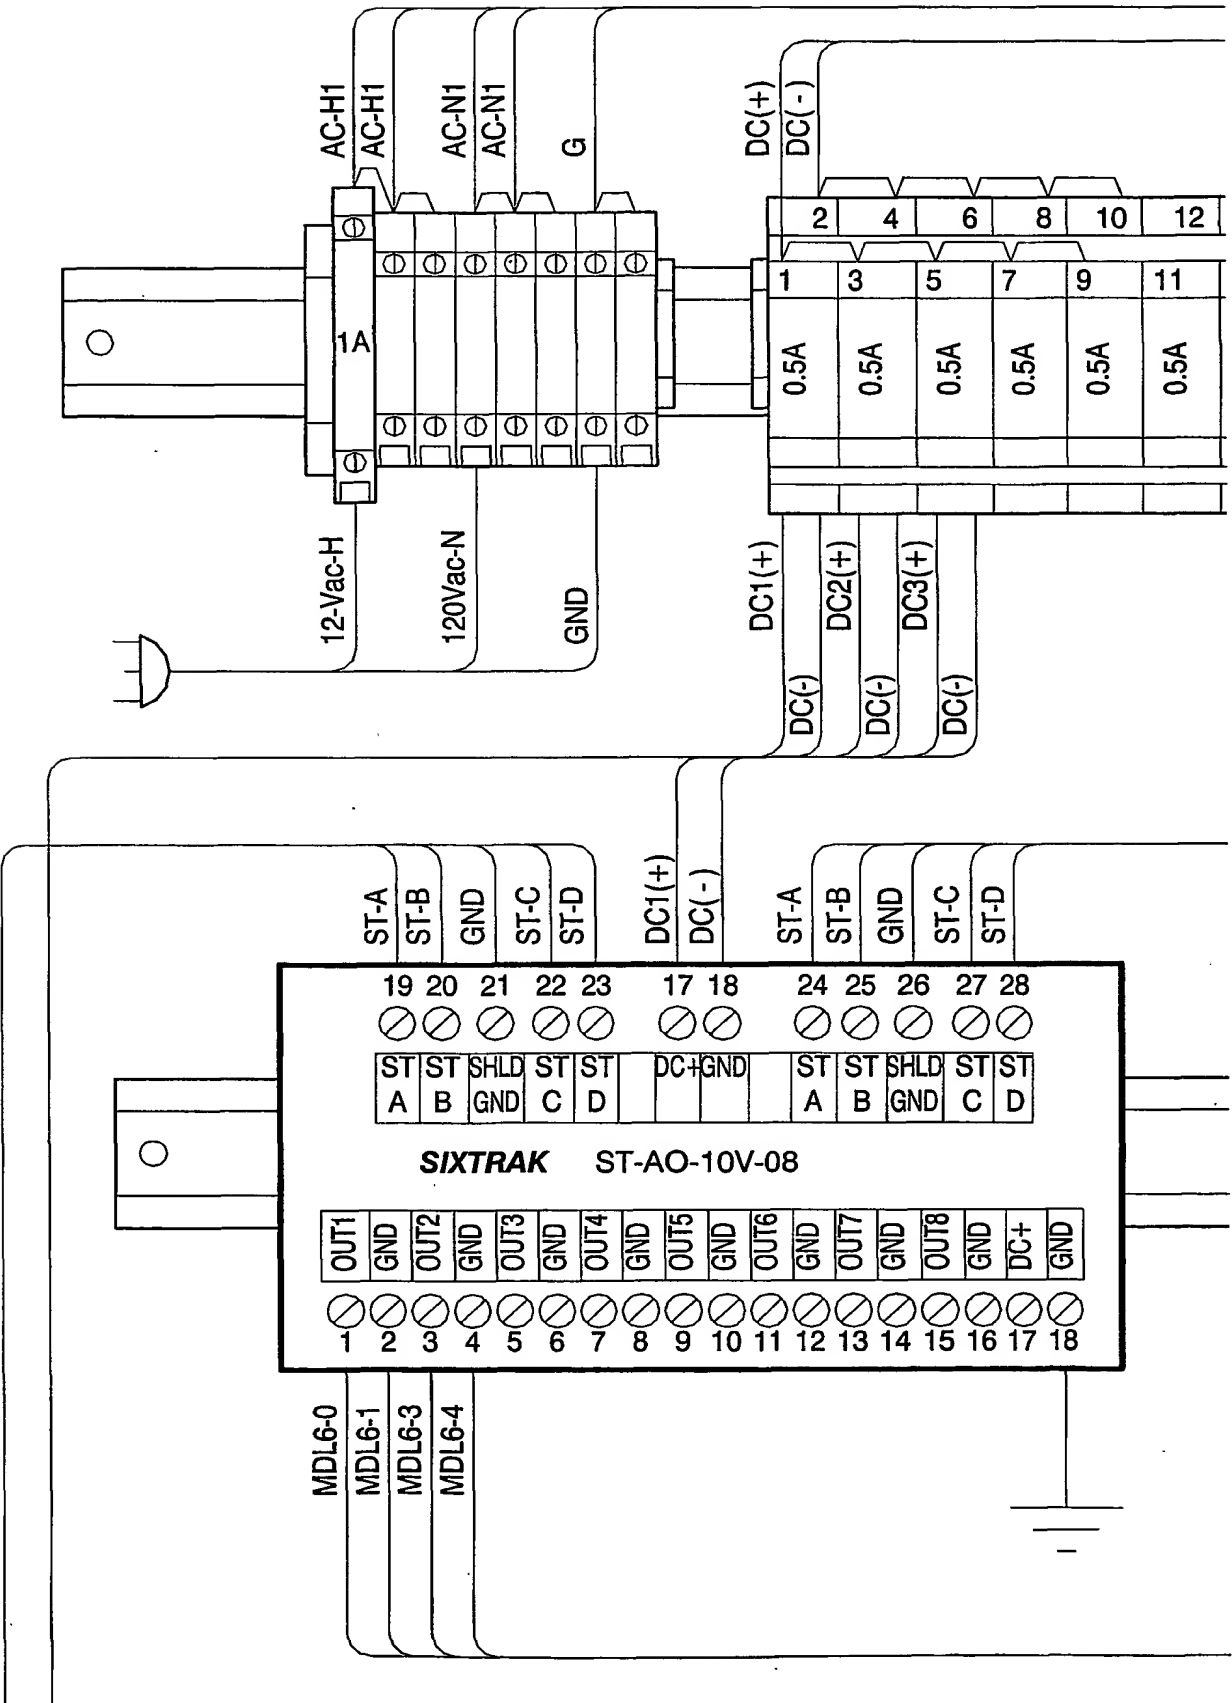 AC-H1
AC-H1
AC-N1
AC-N1
G
DC(+)
DC(-)
2 4 6 8 10 12
1 3 5 7 9 11
1A
0.5A 0.5A 0.5A 0.5A 0.5A 0.5A
12-Vac-H
120Vac-N
GND
DC1(+)
DC(-)
DC2(+)
DC(-)
DC3(+)
DC(-)
ST-A
ST-B
GND
ST-C
ST-D
DC1(+)
DC(-)
ST-A
ST-B
GND
ST-C
ST-D
19 20 21 22 23 17 18 24 25 26 27 28
ST ST SHLD ST ST DC+ GND ST ST SHLD ST ST
A B GND C D A B GND C D
SIXTRAK ST-AO-10V-08
OUT1 GND OUT2 GND OUT3 GND OUT4 GND OUT5 GND OUT6 GND OUT7 GND OUT8 GND DC+ GND
1 2 3 4 5 6 7 8 9 10 11 12 13 14 15 16 17 18
MDL6-0
MDL6-1
MDL6-3
MDL6-4